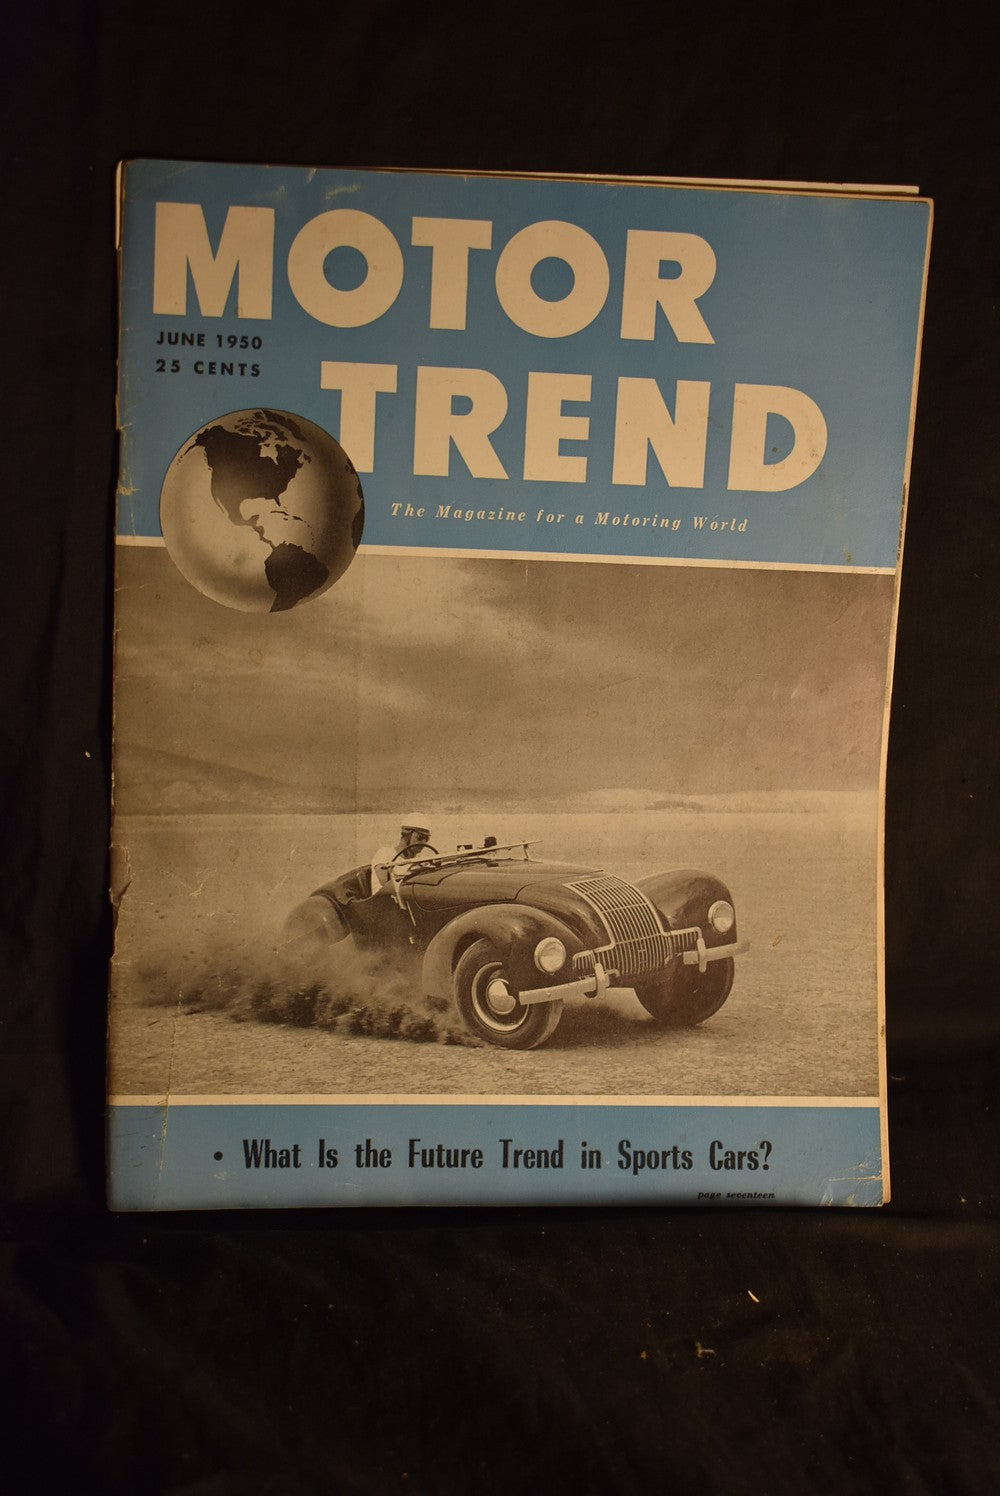 MOTOR
JUNE 1950
25 CENTS
TREND
The Magazine for a Motoring World
• What Is the Future Trend in Sports Cars?
page seventeen